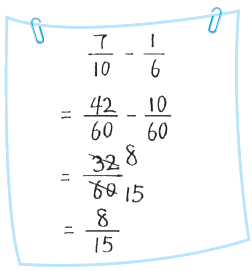 7/10 - 1/6
= 42/60 - 10/60
= 32/60 8/15
= 8/15